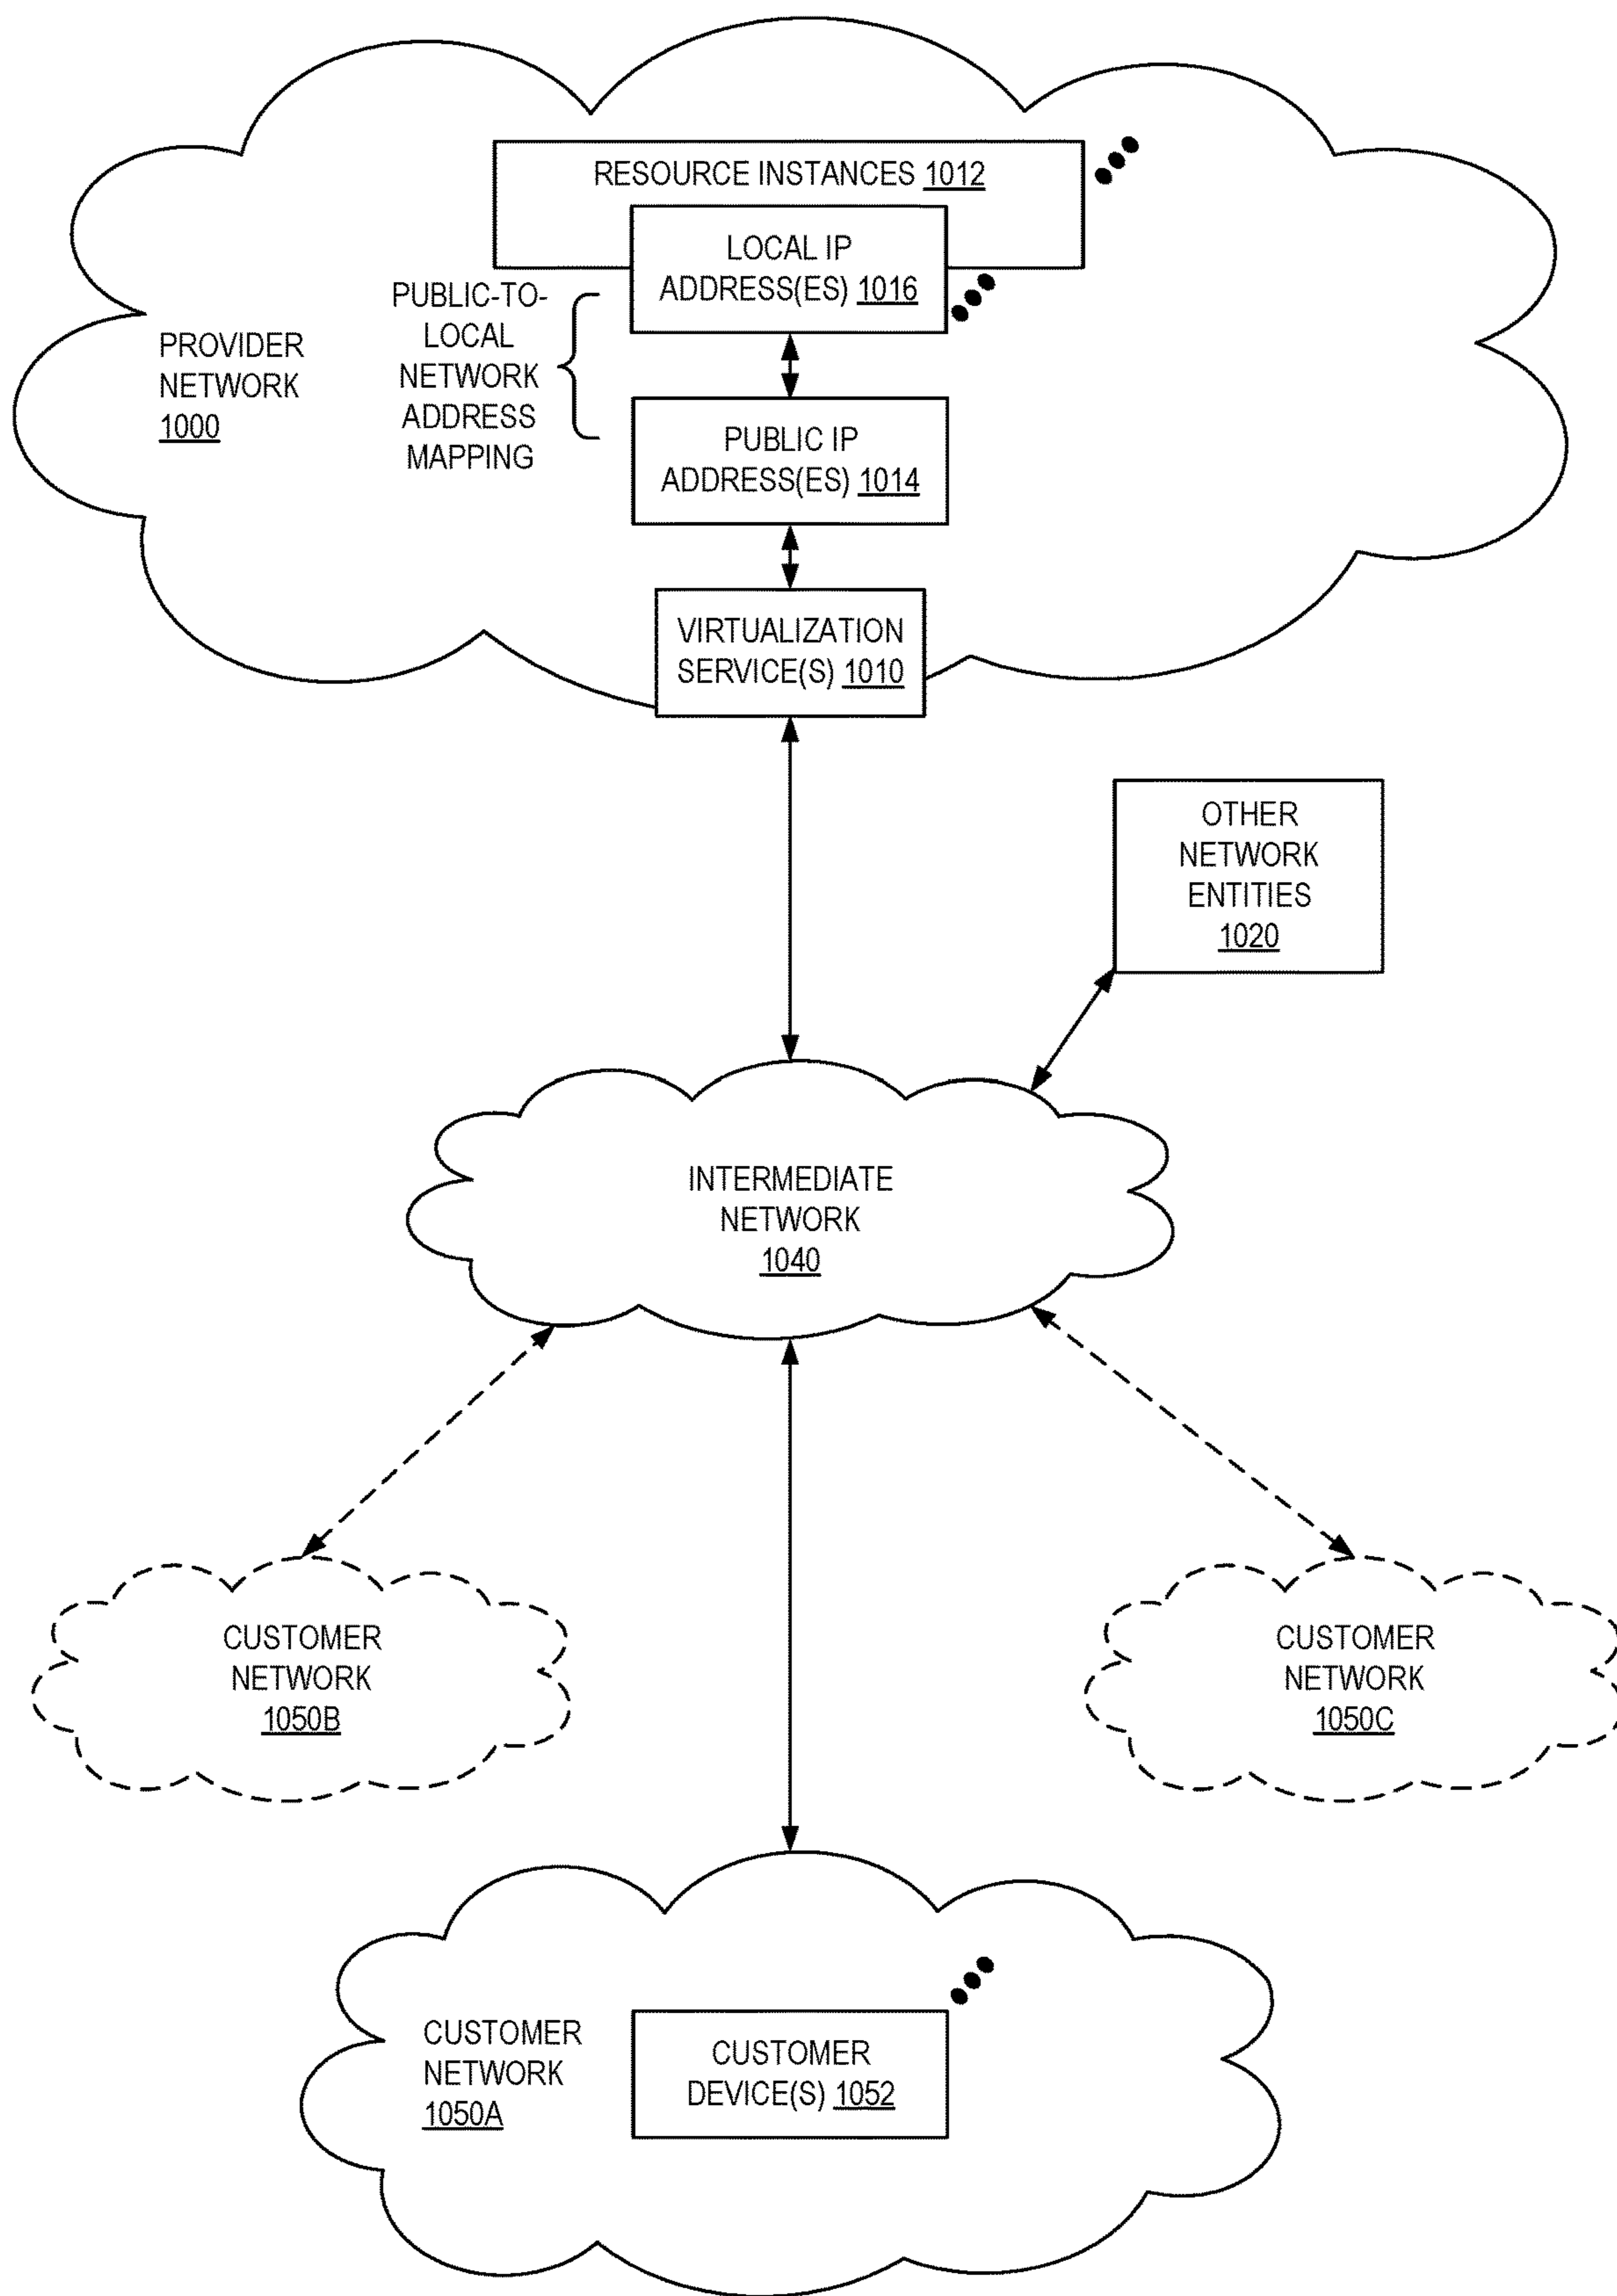 RESOURCE INSTANCES 1012
LOCAL IP
ADDRESS(ES) 1016
PUBLIC-TO-
LOCAL
NETWORK
ADDRESS
MAPPING
PROVIDER
NETWORK
1000
PUBLIC IP
ADDRESS(ES) 1014
VIRTUALIZATION
SERVICE(S) 1010
OTHER
NETWORK
ENTITIES
1020
INTERMEDIATE
NETWORK
1040
CUSTOMER
NETWORK
1050B
CUSTOMER
NETWORK
1050C
CUSTOMER
NETWORK
1050A
CUSTOMER
DEVICE(S) 1052